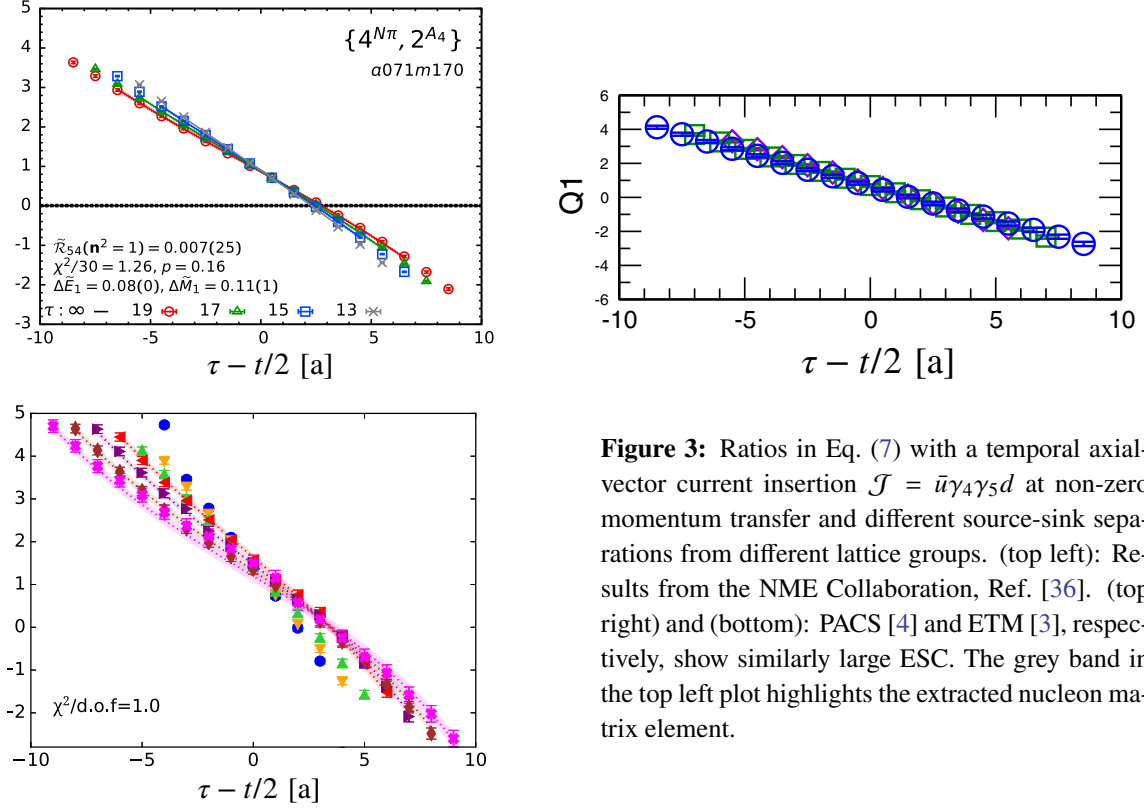 5
4
3
2
1
0
-1
-2
-3
-10 -5 0 5 10
{4^{Nπ}, 2^{A_4}}
a071m170
R̃_{54}(n² = 1) = 0.007(25)
χ²/30 = 1.26, p = 0.16
ΔẼ_1 = 0.08(0), ΔM̃_1 = 0.11(1)
τ : ∞ — 19 17 15 13
τ − t/2 [a]
Q1
6
4
2
0
-2
-4
-6
-10 -5 0 5 10
τ − t/2 [a]
5
4
3
2
1
0
−1
−2
χ²/d.o.f=1.0
−10 −5 0 5 10
τ − t/2 [a]
Figure 3: Ratios in Eq. (7) with a temporal axial-
vector current insertion 𝒥 = ūγ₄γ₅d at non-zero
momentum transfer and different source-sink sepa-
rations from different lattice groups. (top left): Re-
sults from the NME Collaboration, Ref. [36]. (top
right) and (bottom): PACS [4] and ETM [3], respec-
tively, show similarly large ESC. The grey band in
the top left plot highlights the extracted nucleon ma-
trix element.